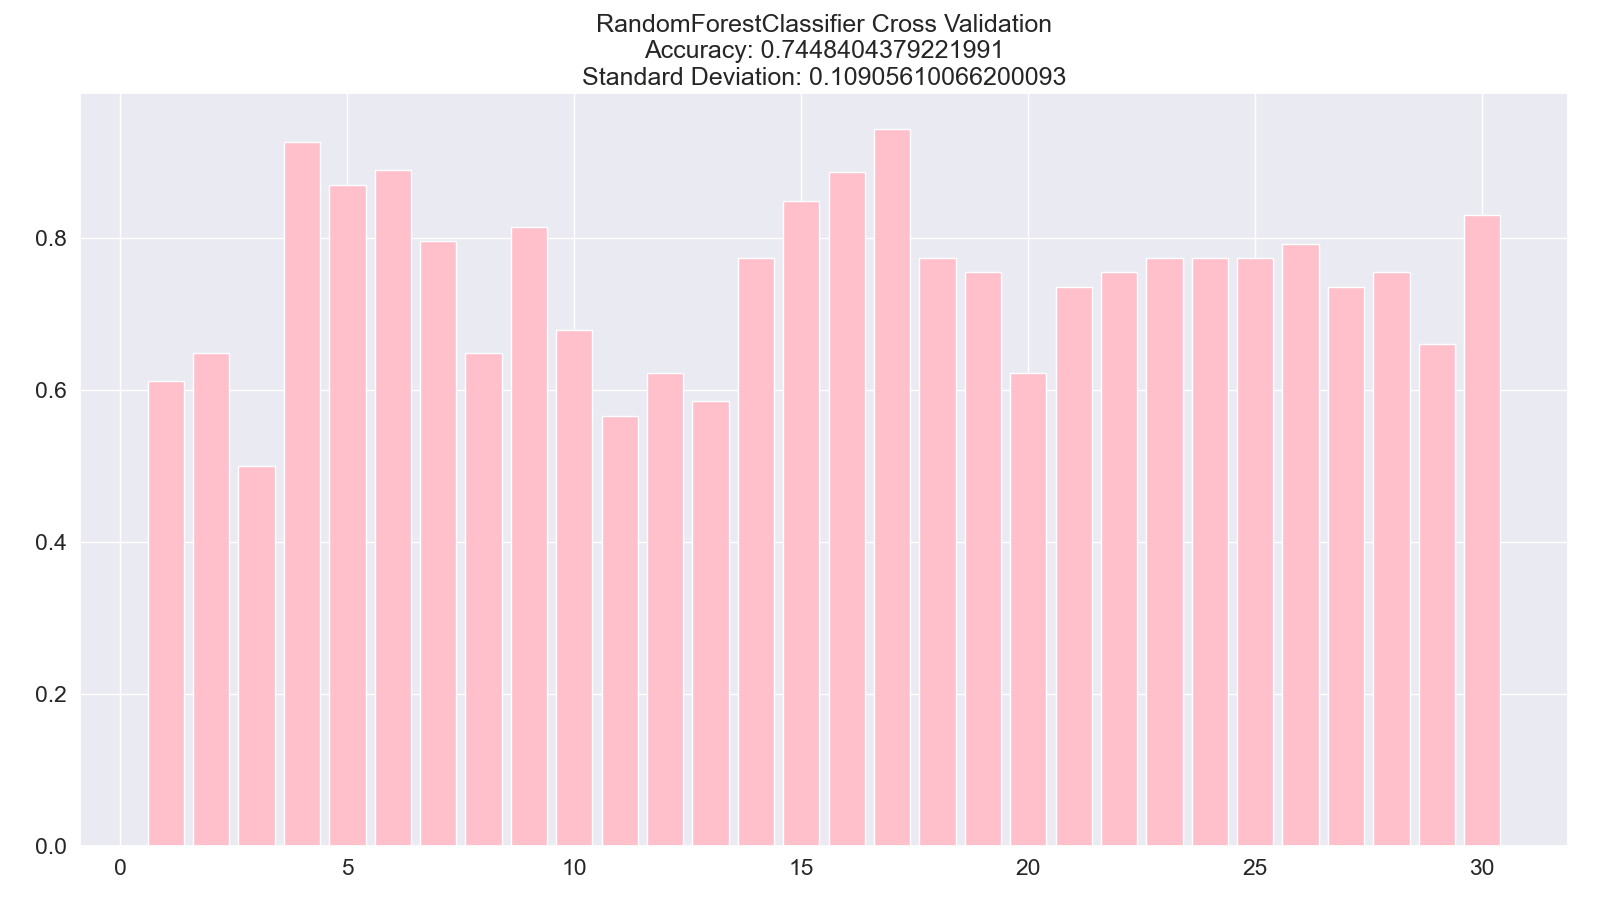 RandomForestClassifier Cross Validation
Accuracy: 0.7448404379221991
Standard Deviation: 0.10905610066200093
0.8
0.6
0.4
0.2
0.0
0 5 10 15 20 25 30